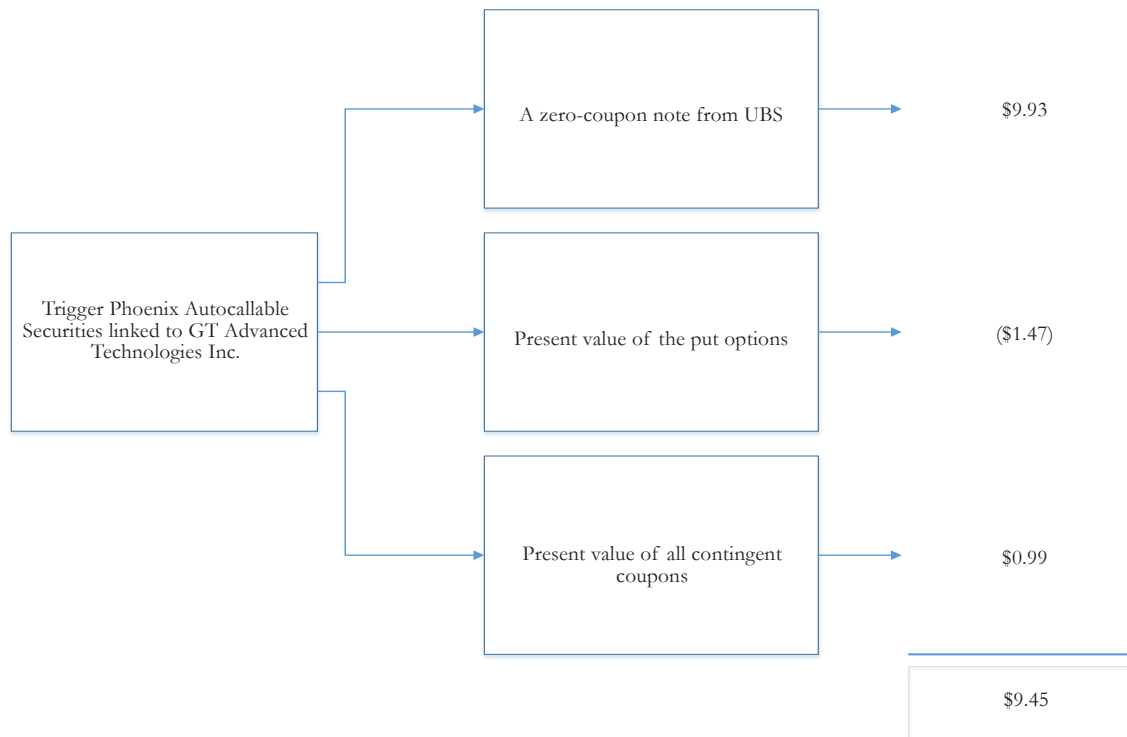 A zero-coupon note from UBS
$9.93
Trigger Phoenix Autocallable
Securities linked to GT Advanced
Technologies Inc.
Present value of the put options
($1.47)
Present value of all contingent
coupons
$0.99
$9.45